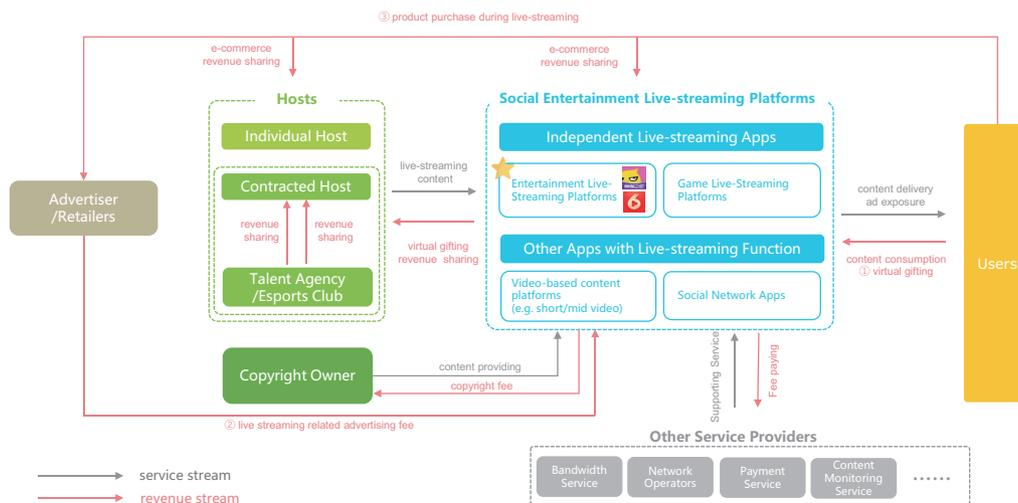 ③ product purchase during live-streaming
e-commerce
revenue sharing
e-commerce
revenue sharing
Hosts
Individual Host
Contracted Host
revenue
sharing
revenue
sharing
Talent Agency
/Esports Club
Advertiser
/Retailers
live-streaming
content
virtual gifting
revenue sharing
Social Entertainment Live-streaming Platforms
Independent Live-streaming Apps
Entertainment Live-
Streaming Platforms
Game Live-Streaming
Platforms
Other Apps with Live-streaming Function
Video-based content
platforms
(e.g. short/mid video)
Social Network Apps
content delivery
ad exposure
content consumption
① virtual gifting
Users
Copyright Owner
content providing
copyright fee
② live streaming related advertising fee
Supporting Service
Fee paying
Other Service Providers
Bandwidth
Service
Network
Operators
Payment
Service
Content
Monitoring
Service
......
service stream
revenue stream